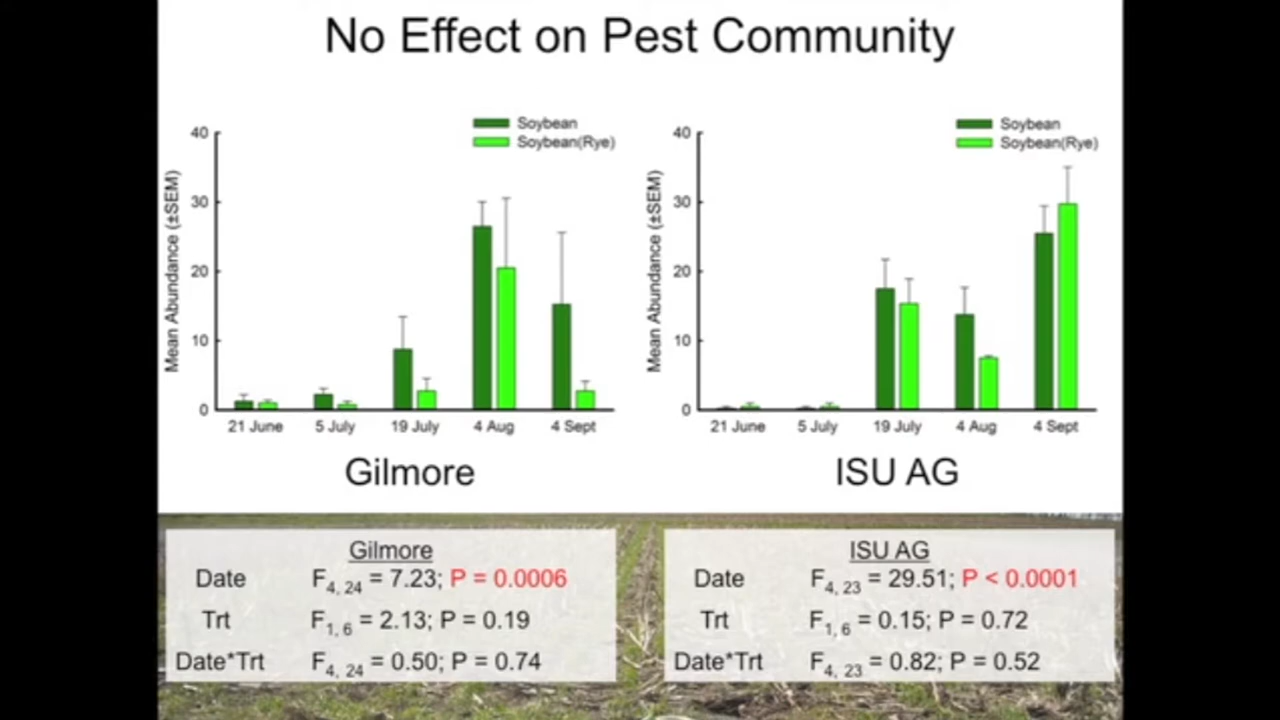 No Effect on Pest Community
Soybean
Soybean(Rye)
Mean Abundance (±SEM)
40
30
20
10
0
21 June 5 July 19 July 4 Aug 4 Sept
Gilmore
Soybean
Soybean(Rye)
Mean Abundance (±SEM)
40
30
20
10
0
21 June 5 July 19 July 4 Aug 4 Sept
ISU AG
Gilmore
Date F4, 24 = 7.23; P = 0.0006
Trt F1, 6 = 2.13; P = 0.19
Date*Trt F4, 24 = 0.50; P = 0.74
ISU AG
Date F4, 23 = 29.51; P < 0.0001
Trt F1, 6 = 0.15; P = 0.72
Date*Trt F4, 23 = 0.82; P = 0.52